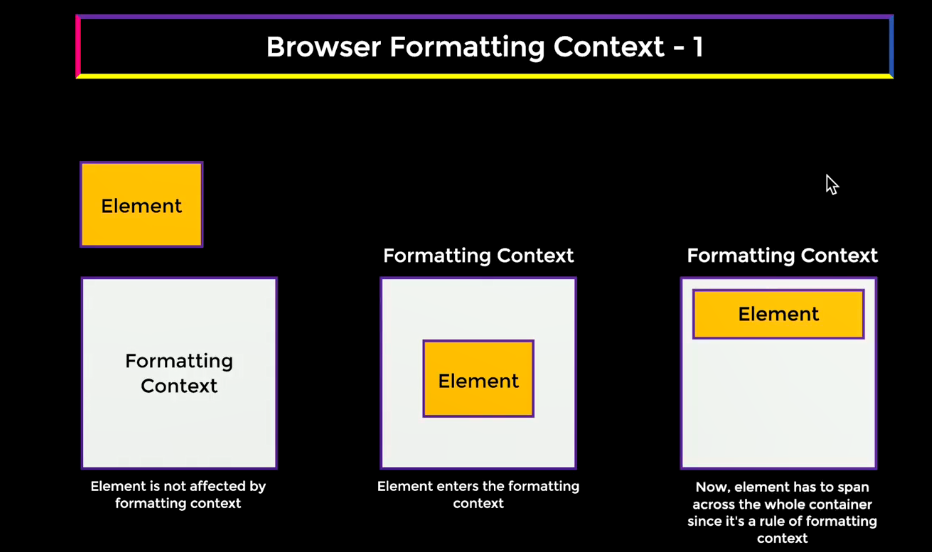 Browser Formatting Context - 1
Element
Formatting
Context
Element is not affected by
formatting context
Formatting Context
Element
Element enters the formatting
context
Formatting Context
Element
Now, element has to span
across the whole container
since it's a rule of formatting
context